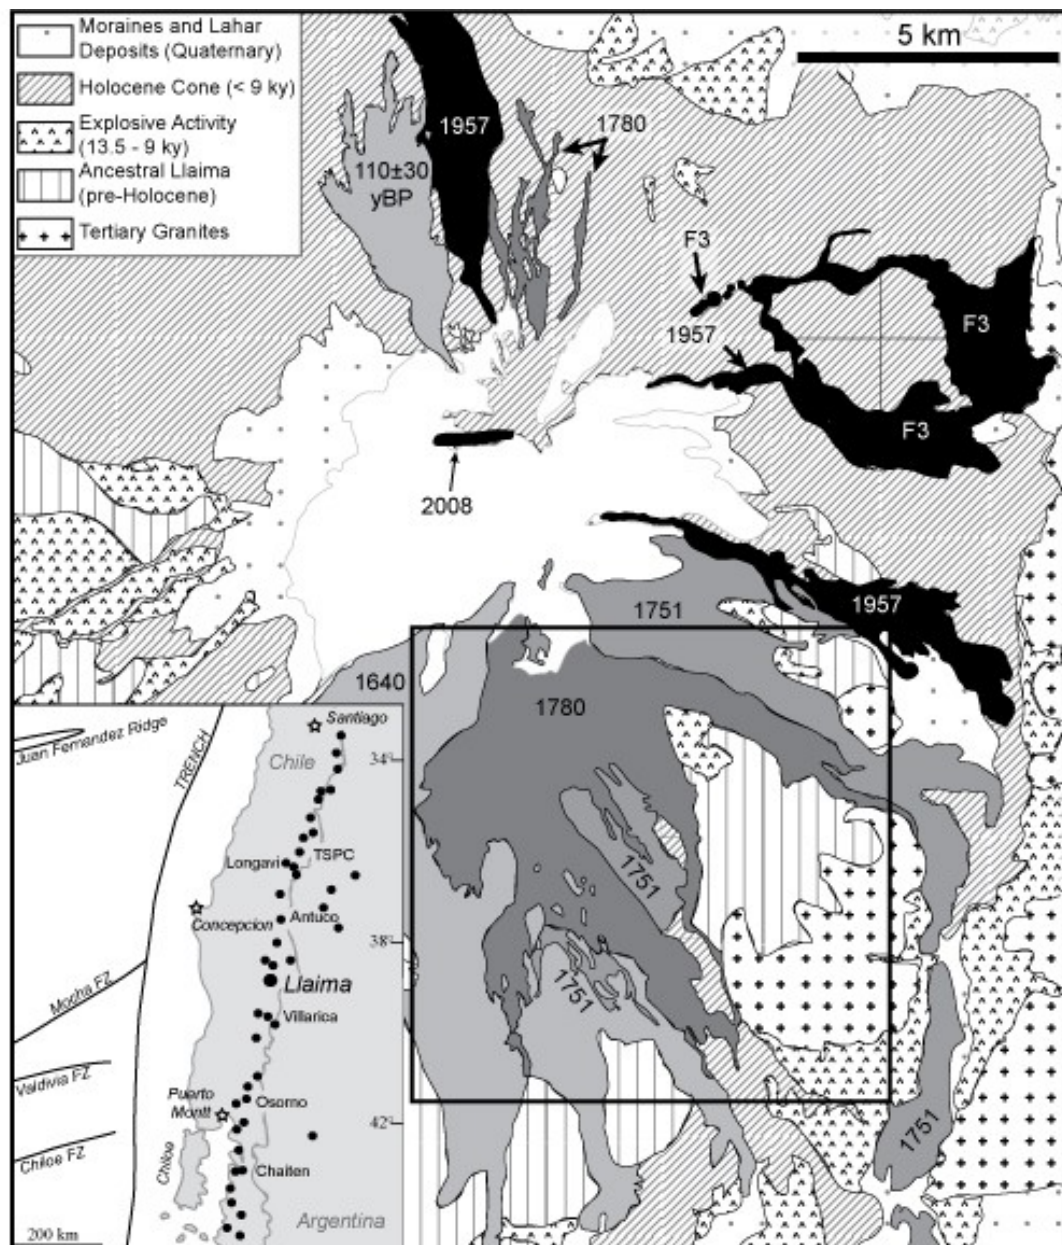 Moraines and Lahar
Deposits (Quaternary)
Holocene Cone (< 9 ky)
Explosive Activity
(13.5 - 9 ky)
Ancestral Llaima
(pre-Holocene)
Tertiary Granites
5 km
1957
1780
110±30
yBP
F3
1957
F3
F3
2008
1751
1957
1640
1780
1751
1751
1751
Juan Fernandez Ridge
TRENCH
Santiago
Chile
34°
Longavi
TSPC
Concepcion
Antuco
38°
Llaima
Mocha FZ
Villarica
Valdivia FZ
Puerto
Montt
Osorno
42°
Chiloe FZ
Chiloe
Chaiten
Argentina
200 km